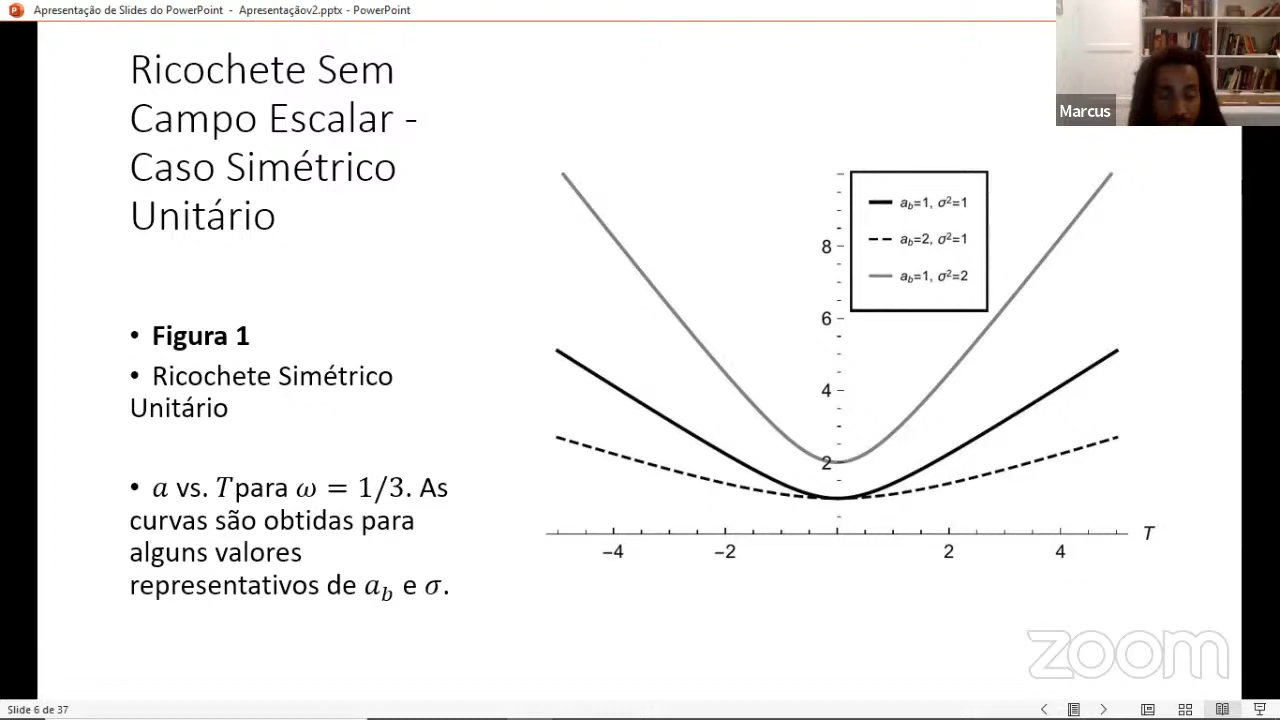 Apresentação de Slides do PowerPoint - Apresentaçãov2.pptx - PowerPoint
Marcus
Ricochete Sem
Campo Escalar -
Caso Simétrico
Unitário
• Figura 1
• Ricochete Simétrico
Unitário
• a vs. Tpara ω = 1/3. As
curvas são obtidas para
alguns valores
representativos de a_b e σ.
a_b=1, σ²=1
a_b=2, σ²=1
a_b=1, σ²=2
8
6
4
2
−4 −2 2 4 T
zoom
Slide 6 de 37